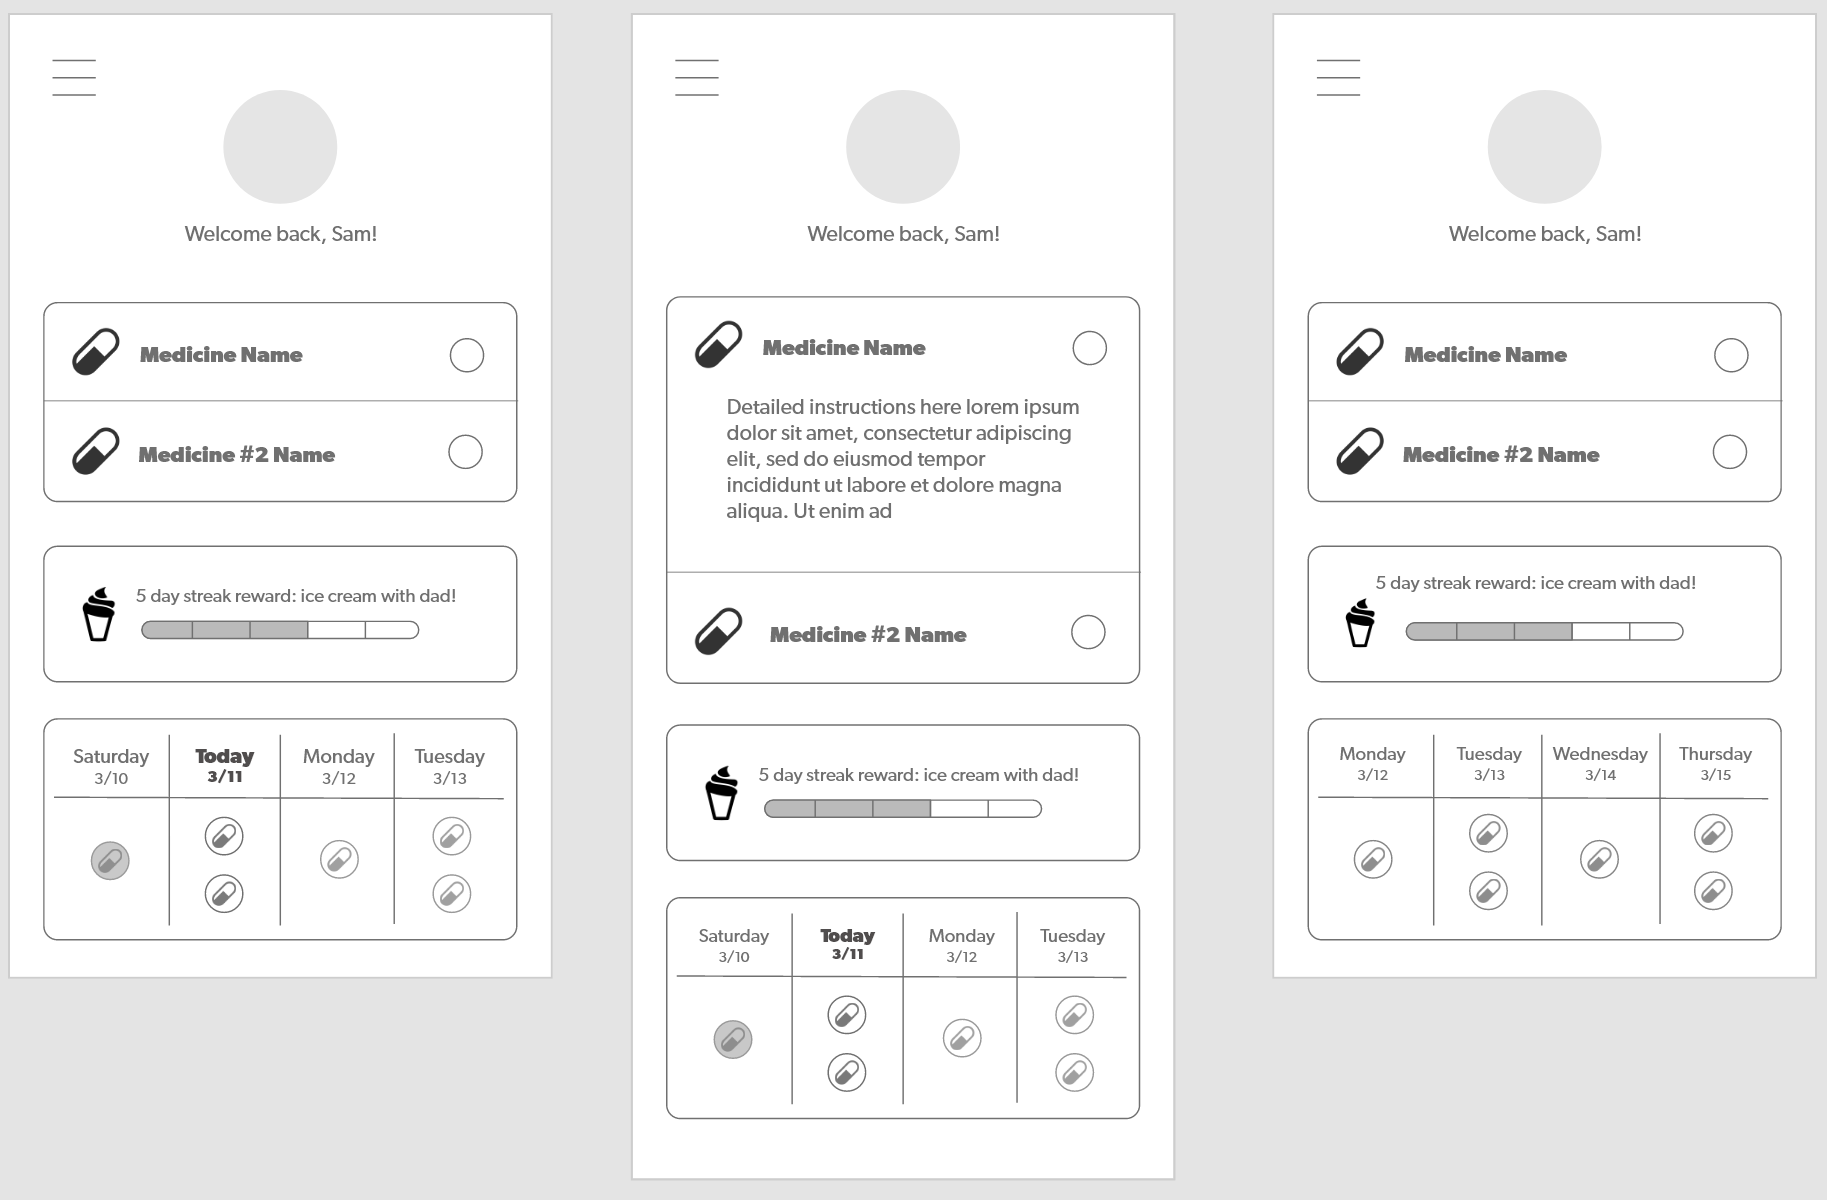 Welcome back, Sam!
Medicine Name
Medicine #2 Name
5 day streak reward: ice cream with dad!
Saturday
3/10
Today
3/11
Monday
3/12
Tuesday
3/13
Welcome back, Sam!
Medicine Name
Detailed instructions here lorem ipsum
dolor sit amet, consectetur adipiscing
elit, sed do eiusmod tempor
incididunt ut labore et dolore magna
aliqua. Ut enim ad
Medicine #2 Name
5 day streak reward: ice cream with dad!
Saturday
3/10
Today
3/11
Monday
3/12
Tuesday
3/13
Welcome back, Sam!
Medicine Name
Medicine #2 Name
5 day streak reward: ice cream with dad!
Monday
3/12
Tuesday
3/13
Wednesday
3/14
Thursday
3/15